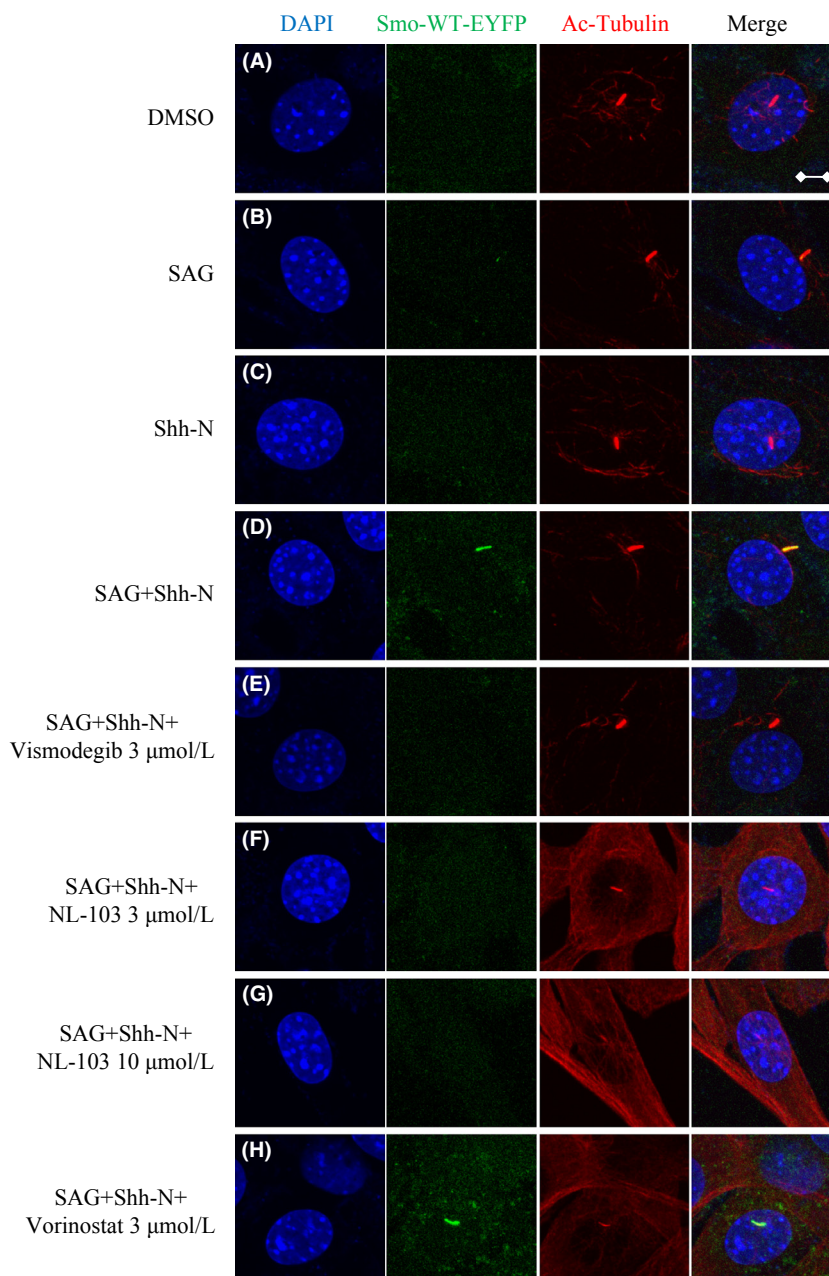 DAPI Smo-WT-EYFP Ac-Tubulin Merge
(A)
DMSO
(B)
SAG
(C)
Shh-N
(D)
SAG+Shh-N
(E)
SAG+Shh-N+
Vismodegib 3 μmol/L
(F)
SAG+Shh-N+
NL-103 3 μmol/L
(G)
SAG+Shh-N+
NL-103 10 μmol/L
(H)
SAG+Shh-N+
Vorinostat 3 μmol/L